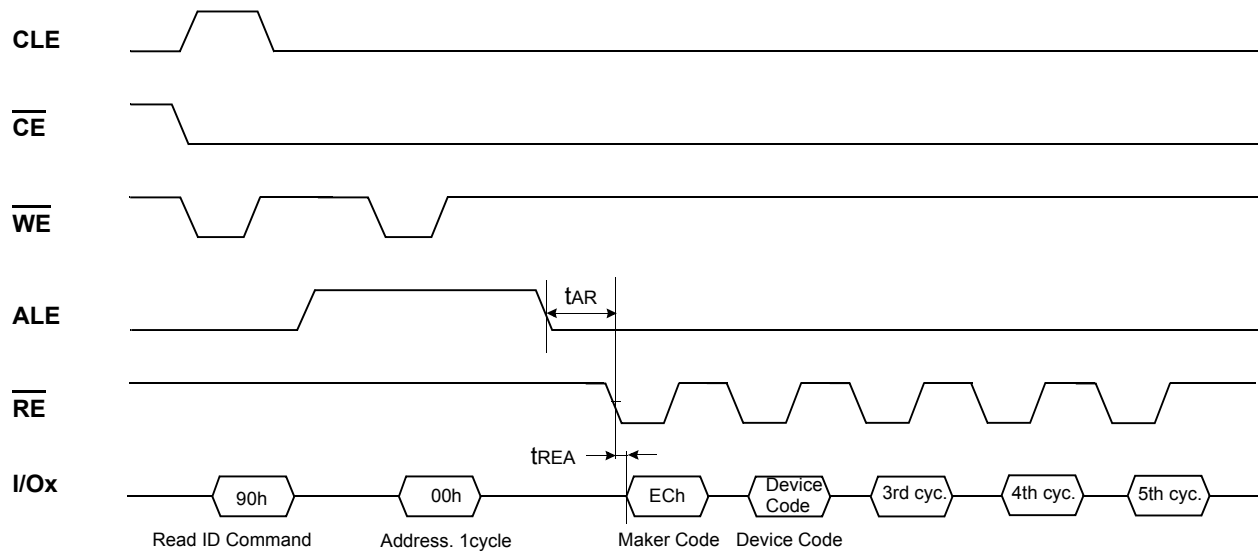 CLE
CE
WE
ALE
tAR
RE
tREA
I/Ox
90h
00h
ECh
Device
Code
3rd cyc.
4th cyc.
5th cyc.
Read ID Command
Address. 1cycle
Maker Code
Device Code